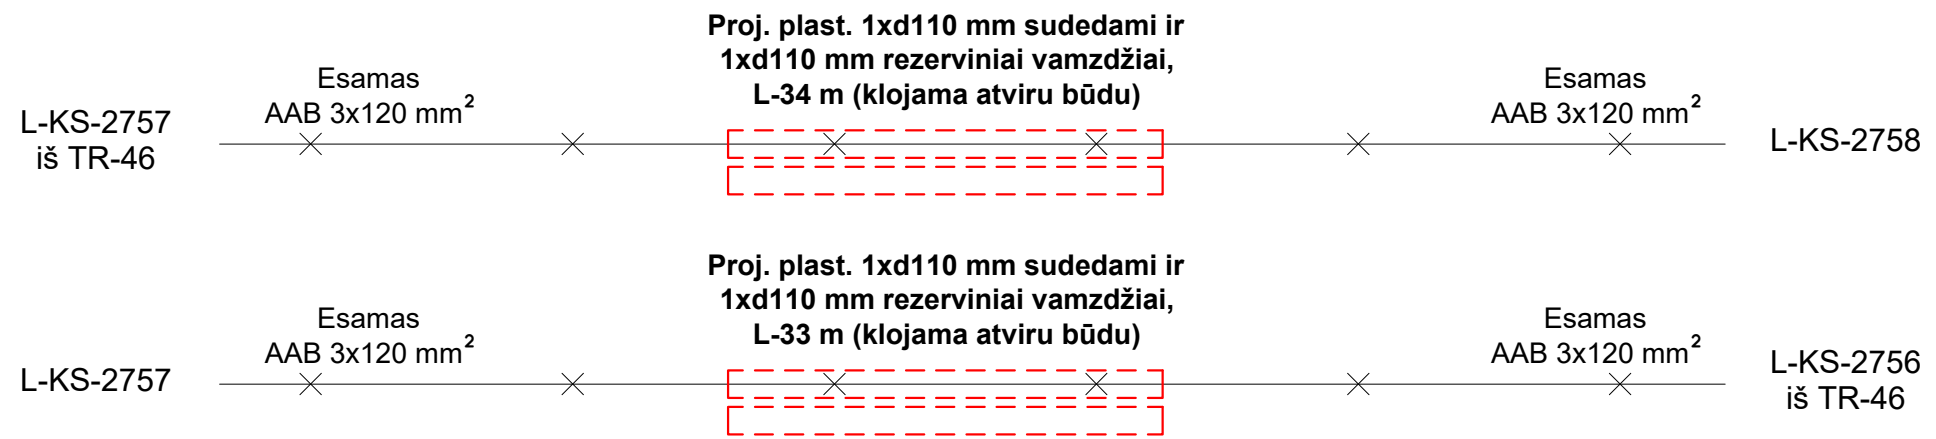 Proj. plast. 1xd110 mm sudedami ir
1xd110 mm rezerviniai vamzdžiai,
L-34 m (klojama atviru būdu)
Esamas
AAB 3x120 mm²
Esamas
AAB 3x120 mm²
L-KS-2757
iš TR-46
L-KS-2758
Proj. plast. 1xd110 mm sudedami ir
1xd110 mm rezerviniai vamzdžiai,
L-33 m (klojama atviru būdu)
Esamas
AAB 3x120 mm²
Esamas
AAB 3x120 mm²
L-KS-2757
L-KS-2756
iš TR-46